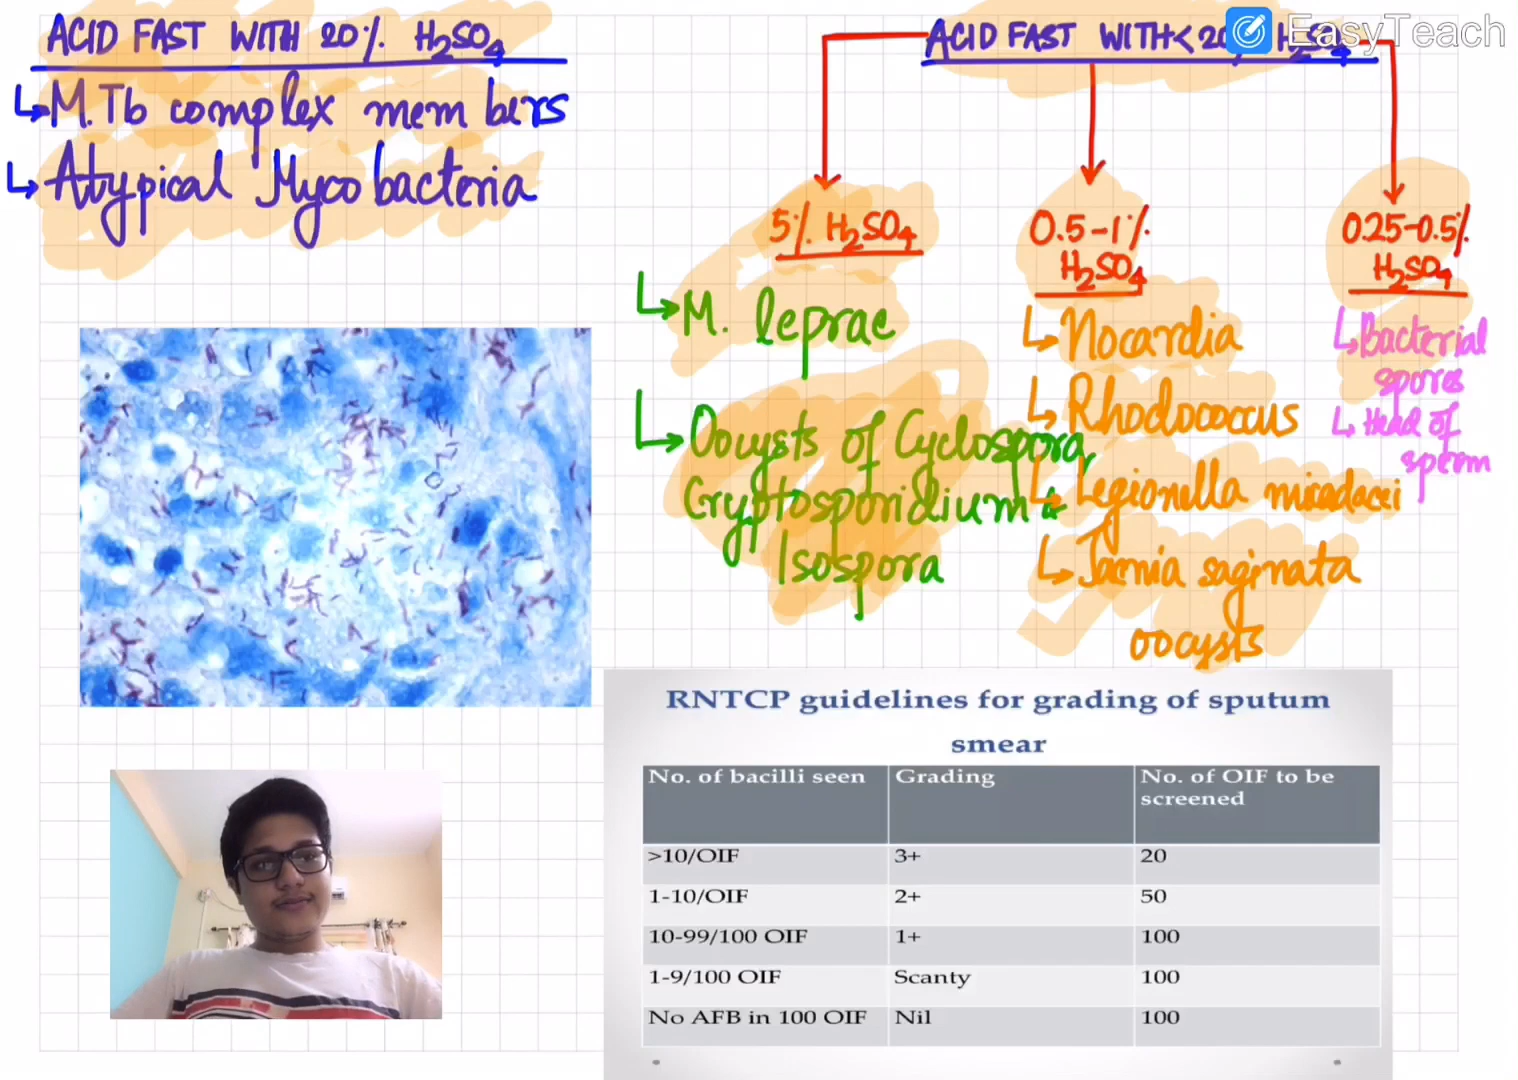 ACID FAST WITH 20% H₂SO₄
↳ M.Tb complex members
↳ Atypical Mycobacteria
ACID FAST WITH < 20% H₂SO₄
EasyTeach
5% H₂SO₄
↳ M. leprae
↳ Oocysts of Cyclospora,
Cryptosporidium &
Isospora
0.5-1%
H₂SO₄
↳ Nocardia
↳ Rhodococcus
↳ Legionella micdacei
↳ Taenia saginata
oocysts
0.25-0.5%
H₂SO₄
↳ Bacterial
spores
↳ Head of
sperm
RNTCP guidelines for grading of sputum
smear
No. of bacilli seen Grading No. of OIF to be
screened
>10/OIF 3+ 20
1-10/OIF 2+ 50
10-99/100 OIF 1+ 100
1-9/100 OIF Scanty 100
No AFB in 100 OIF Nil 100